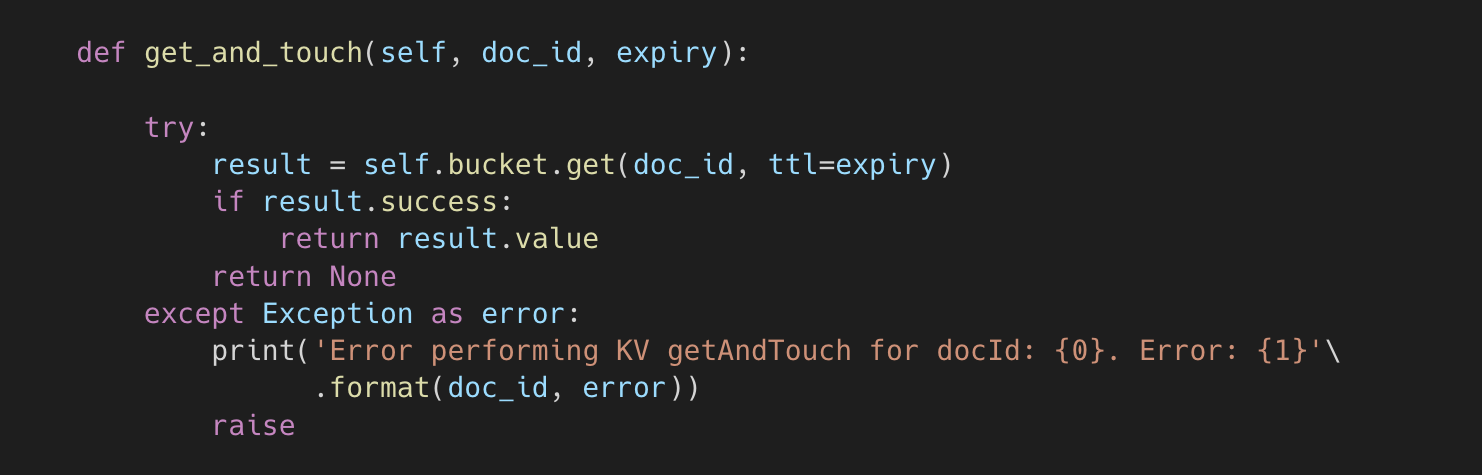 def get_and_touch(self, doc_id, expiry):
try:
result = self.bucket.get(doc_id, ttl=expiry)
if result.success:
return result.value
return None
except Exception as error:
print('Error performing KV getAndTouch for docId: {0}. Error: {1}'\
.format(doc_id, error))
raise